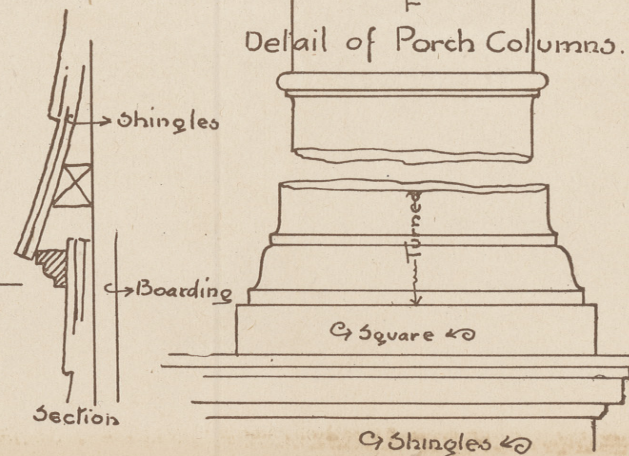 Detail of Porch Columns.
Shingles
Turned
Boarding
Square
Section
Shingles